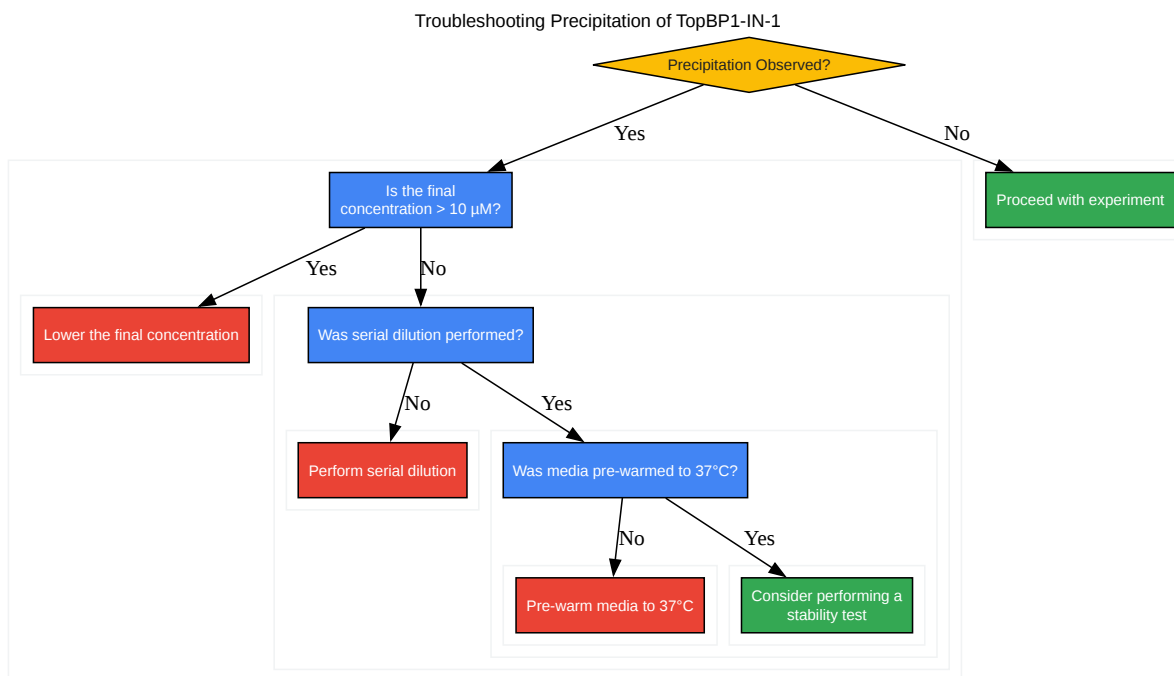 Troubleshooting Precipitation of TopBP1-IN-1
Precipitation Observed?
Yes
No
Is the final
concentration > 10 µM?
Proceed with experiment
Yes
No
Lower the final concentration
Was serial dilution performed?
No
Yes
Perform serial dilution
Was media pre-warmed to 37°C?
No
Yes
Pre-warm media to 37°C
Consider performing a
stability test